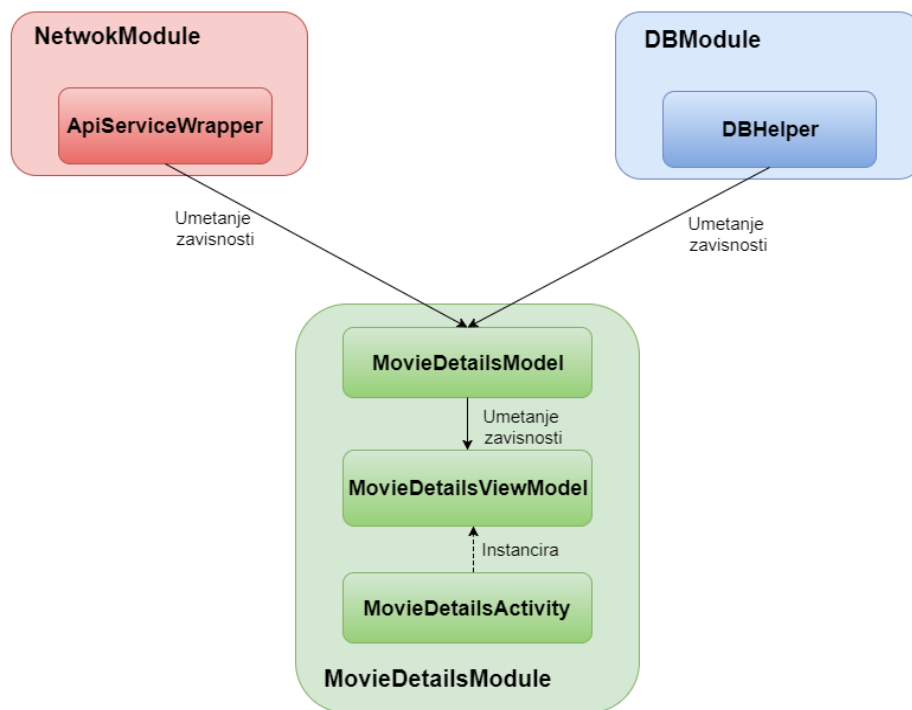 NetwokModule
DBModule
ApiServiceWrapper
DBHelper
Umetanje
zavisnosti
Umetanje
zavisnosti
MovieDetailsModel
Umetanje
zavisnosti
MovieDetailsViewModel
Instancira
MovieDetailsActivity
MovieDetailsModule